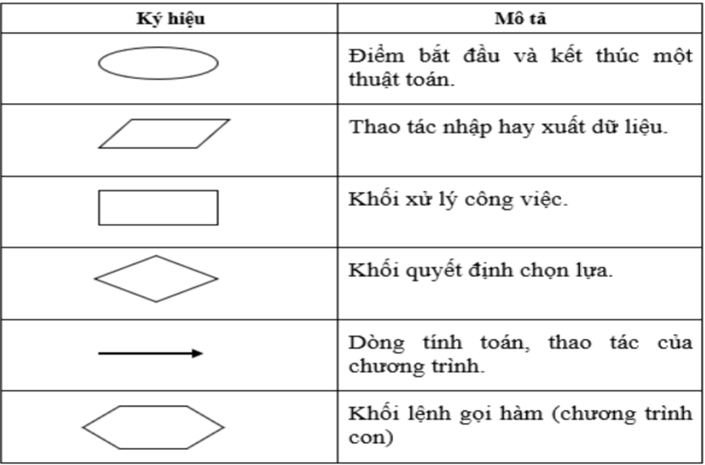 Ký hiệu
Mô tả
Điểm bắt đầu và kết thúc một
thuật toán.
Thao tác nhập hay xuất dữ liệu.
Khối xử lý công việc.
Khối quyết định chọn lựa.
Dòng tính toán, thao tác của
chương trình.
Khối lệnh gọi hàm (chương trình
con)